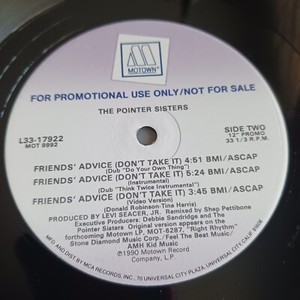 M
MOTOWN
FOR PROMOTIONAL USE ONLY/NOT FOR SALE
THE POINTER SISTERS
L33-17922
MOT 8992
SIDE TWO
12" PROMO
33 1/3 R.P.M.
FRIENDS' ADVICE (DON'T TAKE IT) 4:51 BMI/ASCAP
(Dub "Do Your Own Thing")
FRIENDS' ADVICE (DON'T TAKE IT) 5:24 BMI/ASCAP
(Instrumental)
(Dub "Think Twice Instrumental")
FRIENDS' ADVICE (DON'T TAKE IT) 3:45 BMI/ASCAP
(Video Version)
(Donald Robinson-Tina Harris)
PRODUCED BY LEVI SEACER, JR. Remixed by Shep Pettibone
Executive Producers: Debbie Sandridge and The
Pointer Sisters Original version appears on the
forthcoming Motown LP, MOT-6287, "Right Rhythm"
Stone Diamond Music Corp./Feel The Beat Music/
AMH Kid Music
℗1990 Motown Record
Company, L.P.
MFD AND DIST BY MCA RECORDS, INC., 70 UNIVERSAL CITY PLAZA, UNIVERSAL CITY, CALIF.